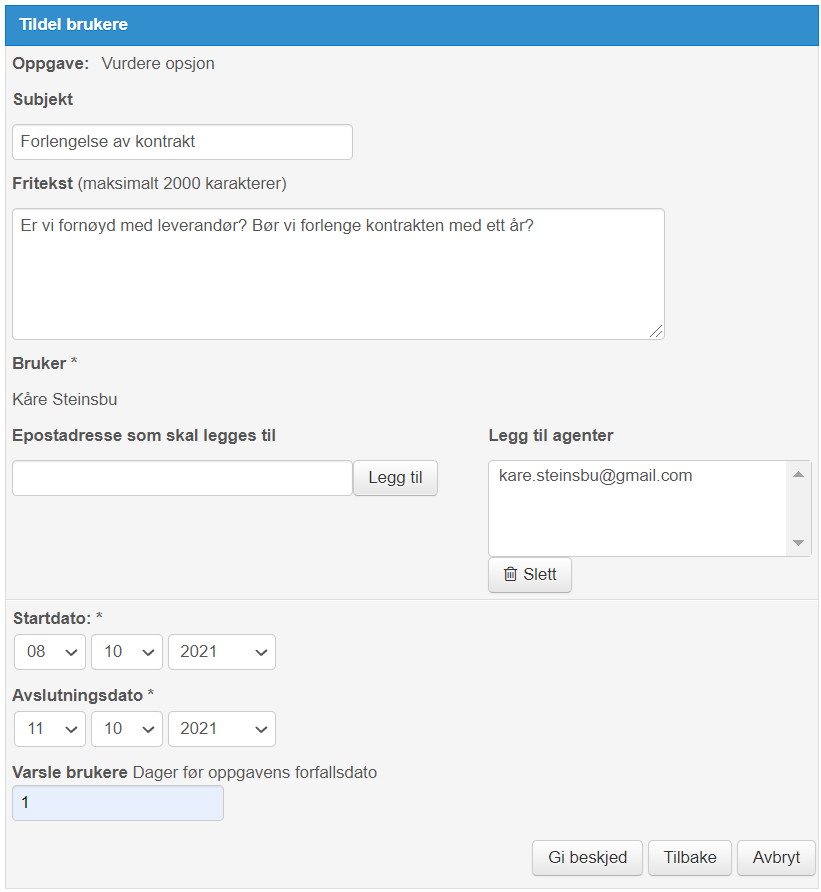 Tildel brukere
Oppgave: Vurdere opsjon
Subjekt
Forlengelse av kontrakt
Fritekst (maksimalt 2000 karakterer)
Er vi fornøyd med leverandør? Bør vi forlenge kontrakten med ett år?
Bruker *
Kåre Steinsbu
Epostadresse som skal legges til
Legg til
Legg til agenter
kare.steinsbu@gmail.com
Slett
Startdato: *
08 10 2021
Avslutningsdato *
11 10 2021
Varsle brukere Dager før oppgavens forfallsdato
1
Gi beskjed Tilbake Avbryt